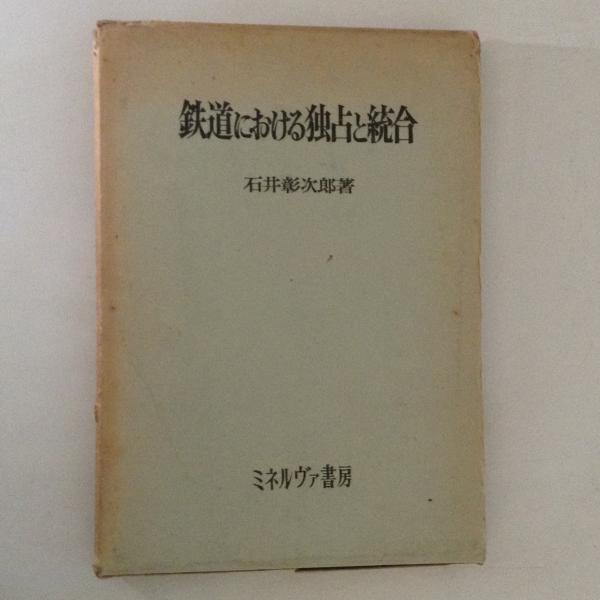 鉄道における独占と統合
石井彰次郎著
ミネルヴァ書房